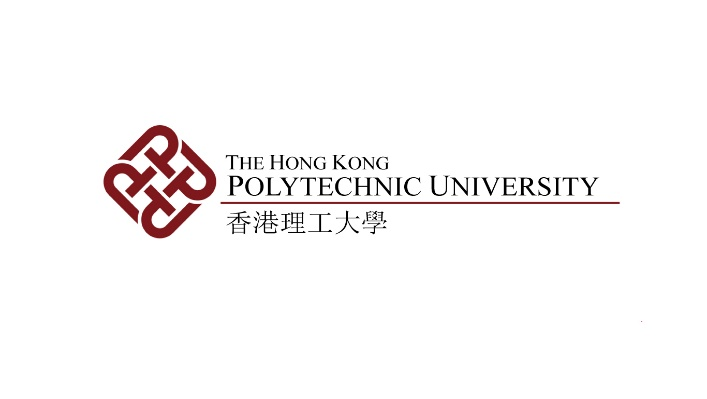 THE HONG KONG
POLYTECHNIC UNIVERSITY
香港理工大學